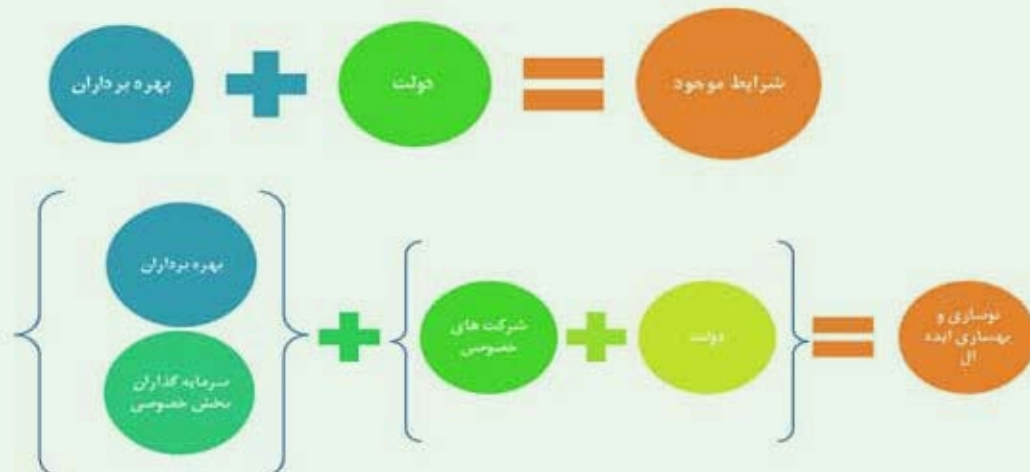 بهره برداران
دولت
شرایط موجود
بهره برداران
سرمایه گذاران
بخش خصوصی
شرکت های
خصوصی
دولت
نوسازی و
بهسازی ایده
ال